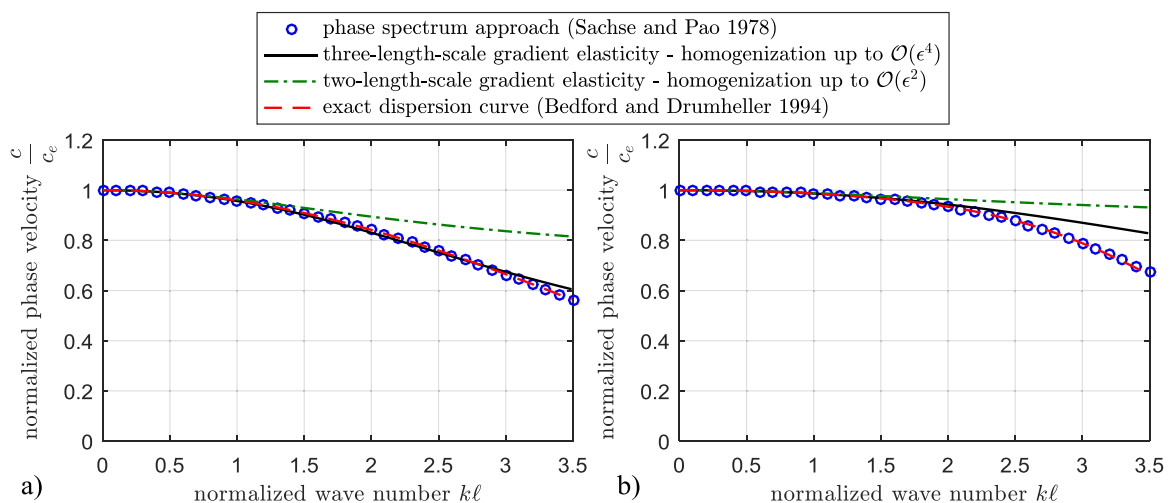 phase spectrum approach (Sachse and Pao 1978)
three-length-scale gradient elasticity - homogenization up to 𝒪(ϵ⁴)
two-length-scale gradient elasticity - homogenization up to 𝒪(ϵ²)
exact dispersion curve (Bedford and Drumheller 1994)
normalized phase velocity c/cₑ
1.2
1
0.8
0.6
0.4
0.2
0
0 0.5 1 1.5 2 2.5 3 3.5
normalized wave number kℓ
a)
normalized phase velocity c/cₑ
1.2
1
0.8
0.6
0.4
0.2
0
0 0.5 1 1.5 2 2.5 3 3.5
normalized wave number kℓ
b)